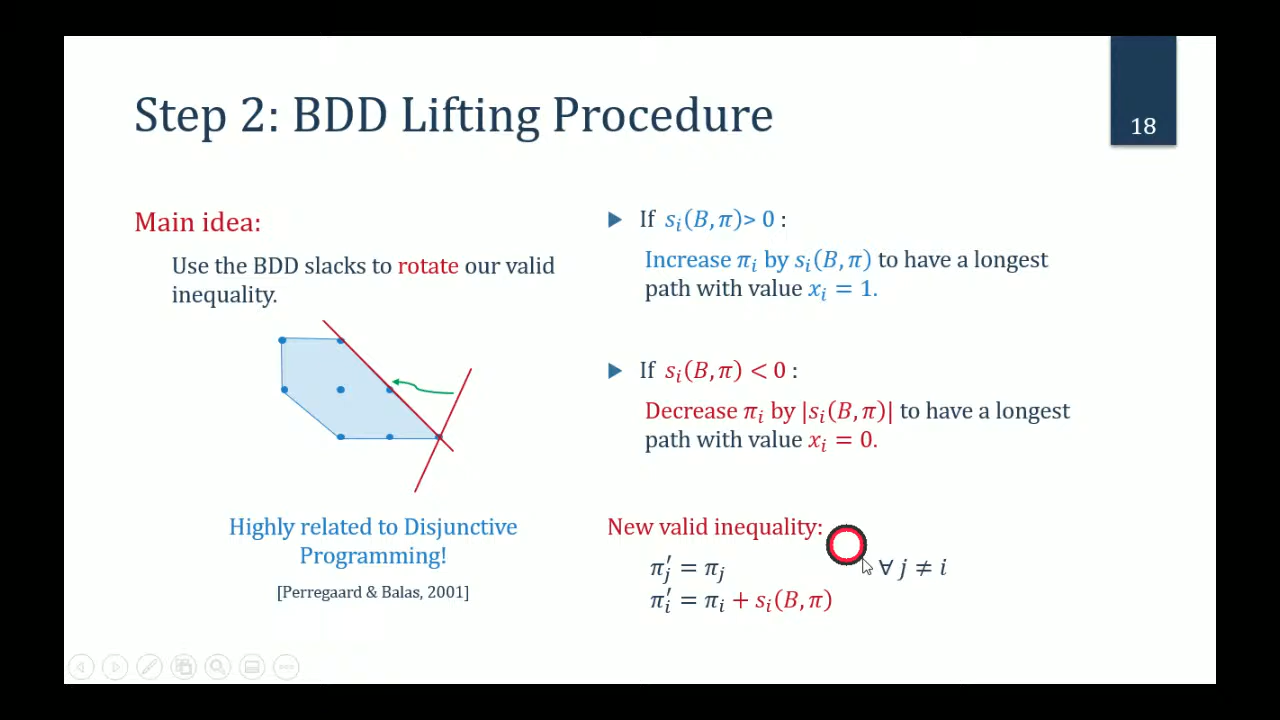 Step 2: BDD Lifting Procedure
18
Main idea:
Use the BDD slacks to rotate our valid
inequality.
Highly related to Disjunctive
Programming!
[Perregaard & Balas, 2001]
If sᵢ(B, π)> 0 :
Increase πᵢ by sᵢ(B, π) to have a longest
path with value xᵢ = 1.
If sᵢ(B, π) < 0 :
Decrease πᵢ by |sᵢ(B, π)| to have a longest
path with value xᵢ = 0.
New valid inequality:
π′ⱼ = πⱼ ∀ j ≠ i
π′ᵢ = πᵢ + sᵢ(B, π)